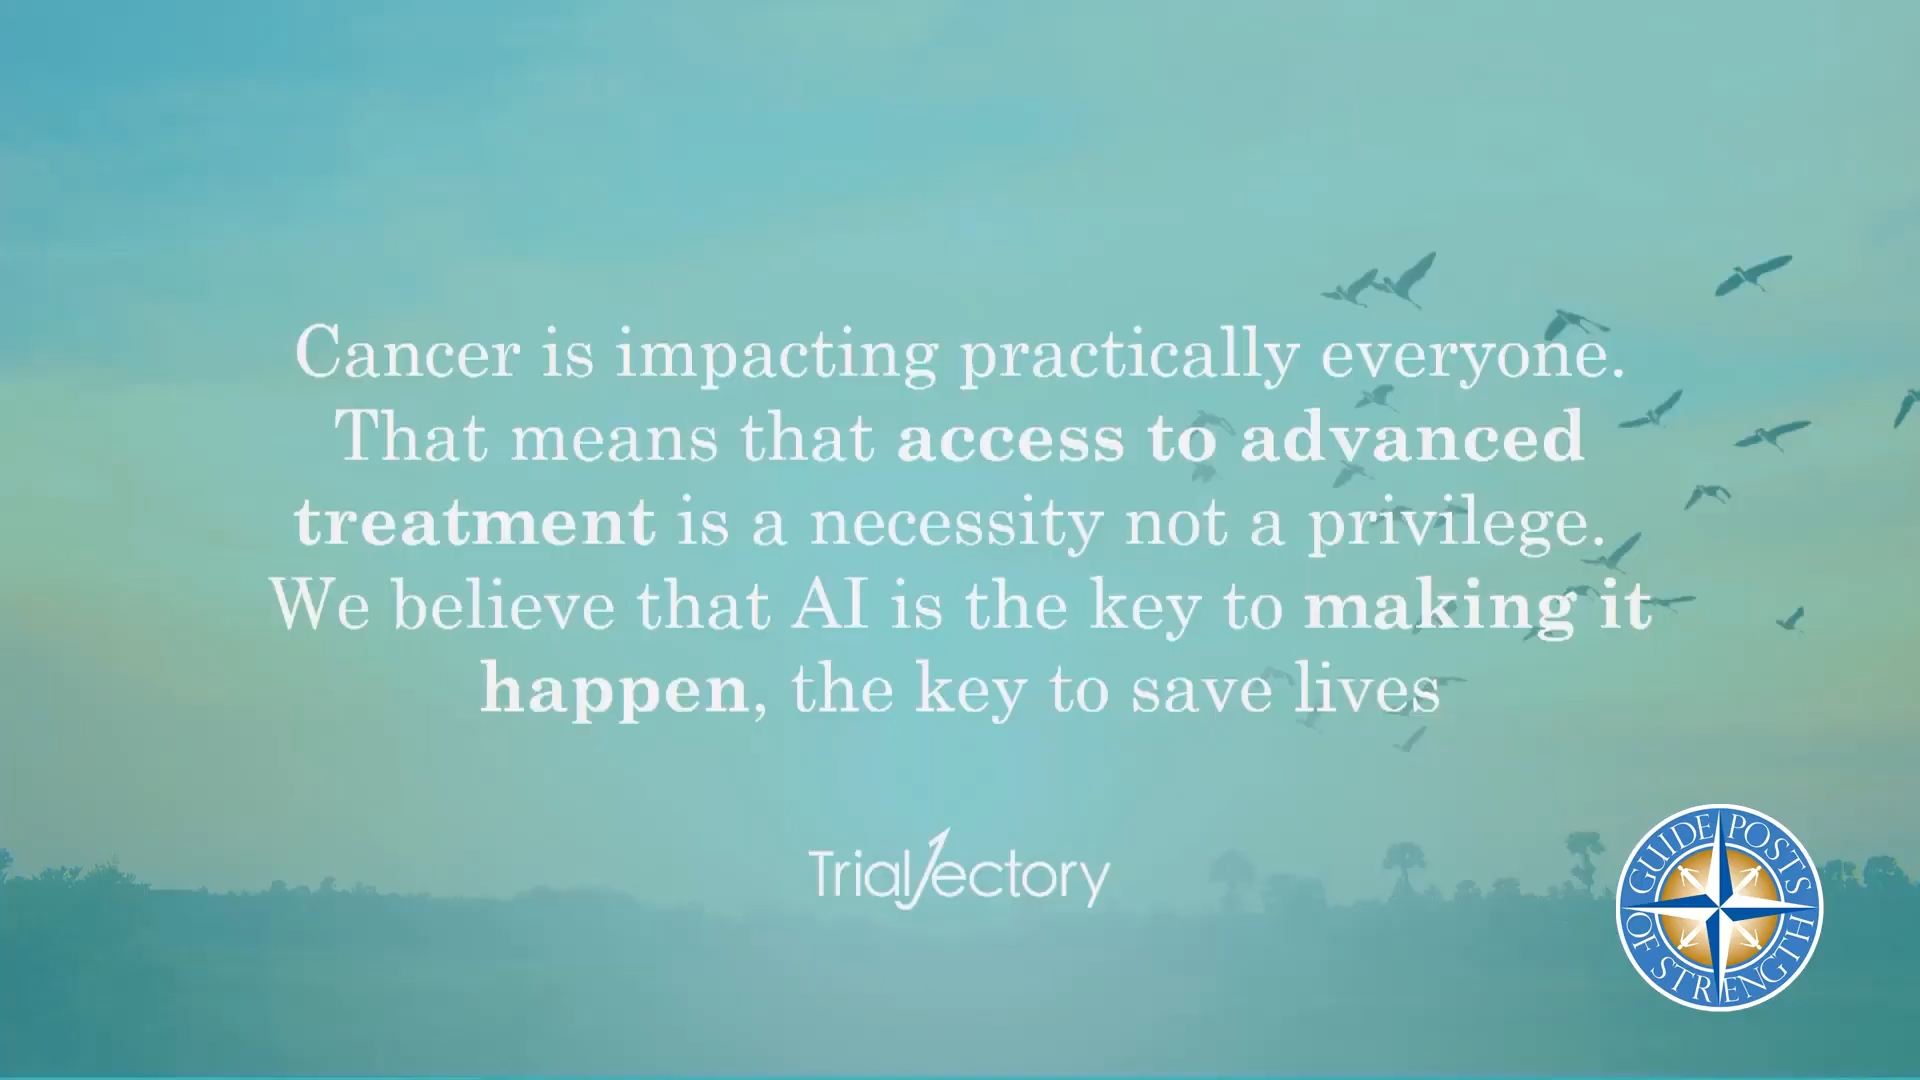 Cancer is impacting practically everyone.
That means that access to advanced
treatment is a necessity not a privilege.
We believe that AI is the key to making it
happen, the key to save lives
TrialJectory
GUIDE POSTS
OF STRENGTH